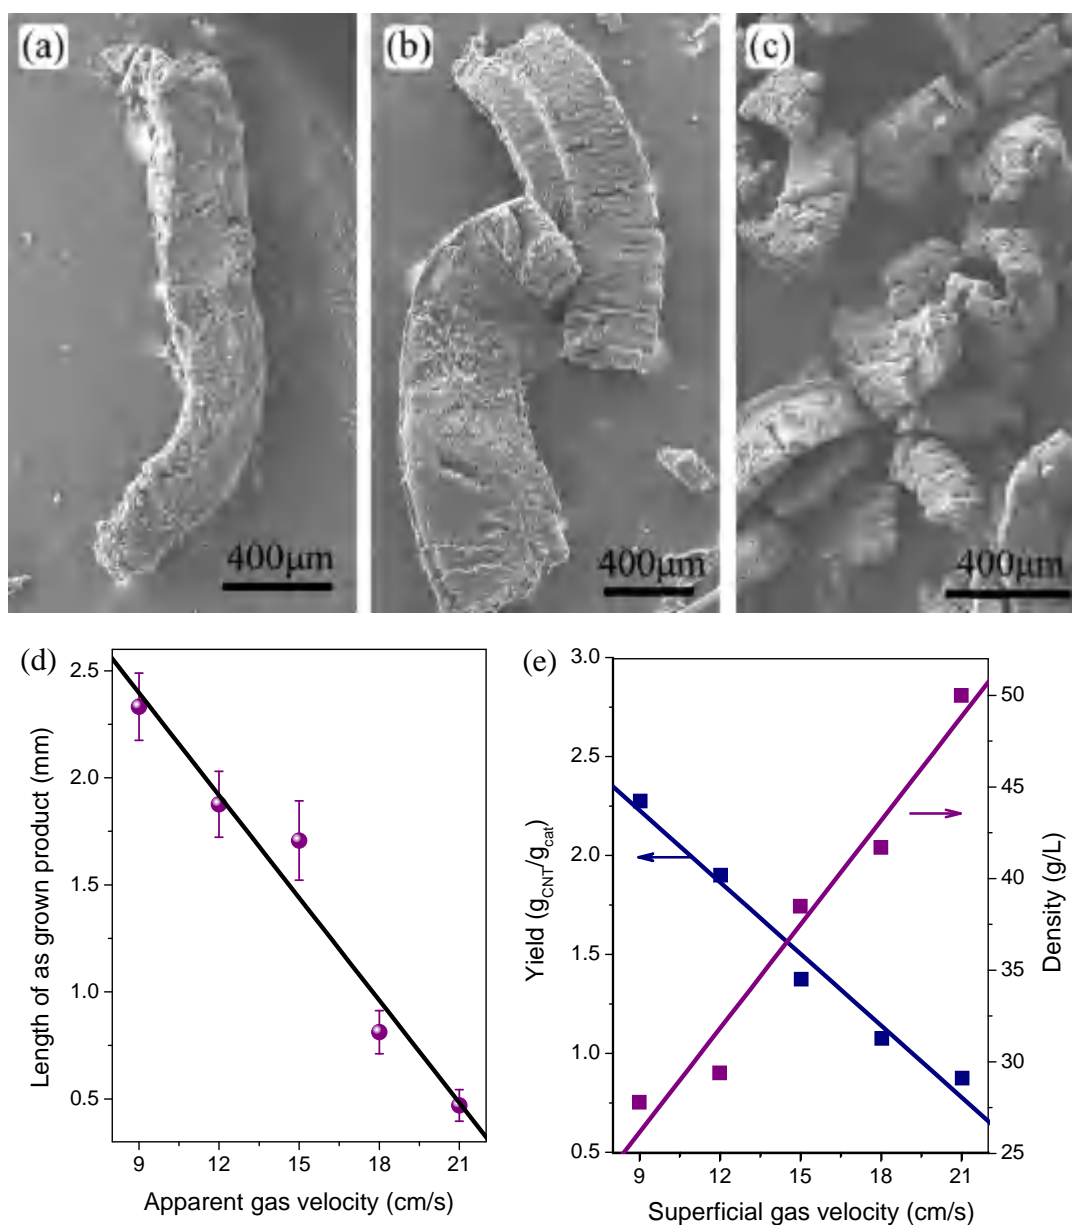 (a)
(b)
(c)
400μm
400μm
400μm
(d)
Length of as grown product (mm)
2.5
2.0
1.5
1.0
0.5
9
12
15
18
21
Apparent gas velocity (cm/s)
(e)
Yield (gCNT/gcat)
3.0
2.5
2.0
1.5
1.0
0.5
50
45
40
35
30
25
Density (g/L)
9
12
15
18
21
Superficial gas velocity (cm/s)